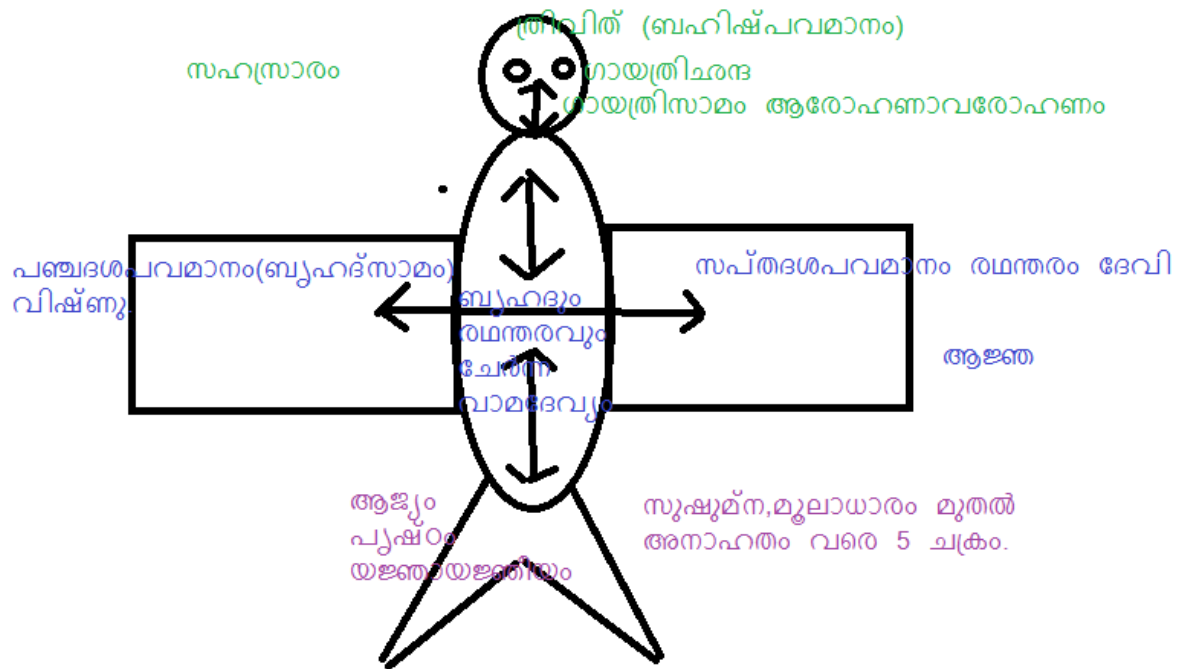 ത്രിവിത് (ബഹിഷ്പവമാനം)
സഹസ്രാരം
ഗായത്രിഛന്ദ
ഗായത്രിസാമം ആരോഹണാവരോഹണം
പഞ്ചദശപവമാനം(ബൃഹദ്സാമം)
വിഷ്ണു.
സപ്തദശപവമാനം രഥന്തരം ദേവി
ബൃഹദും
രഥന്തരവും
ചേർന്ന
വാമദേവ്യം
ആജ്ഞ
ആജ്യം
പൃഷ്ഠം
യജ്ഞായജ്ഞീയം
സുഷുമ്ന,മൂലാധാരം മുതൽ
അനാഹതം വരെ 5 ചക്രം.